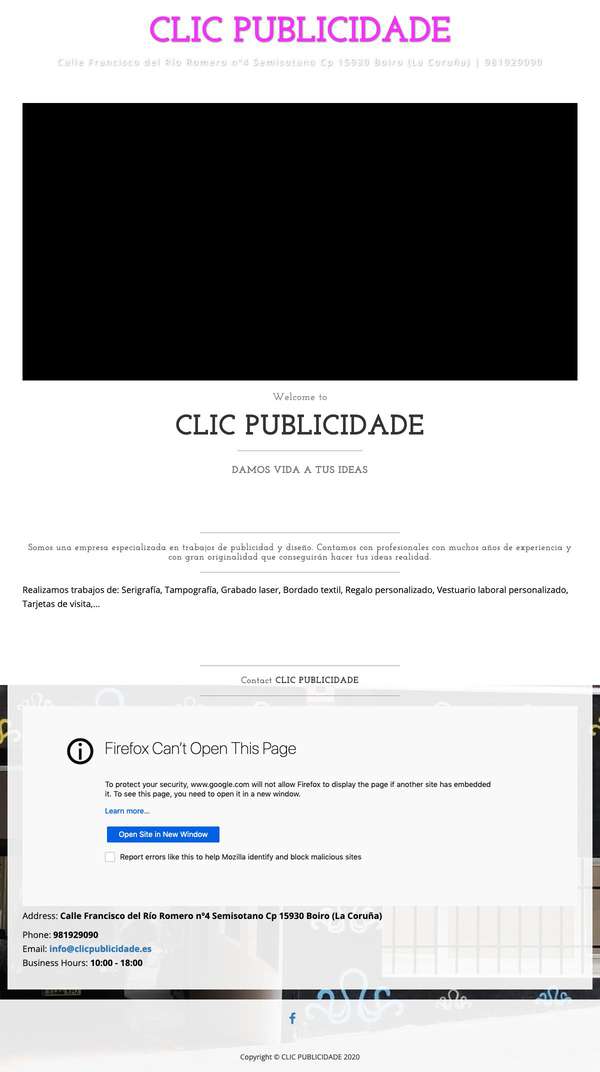 CLIC PUBLICIDADE
Calle Francisco del Río Romero nº4 Semisotano Cp 15930 Boiro (La Coruña) | 981929090
Welcome to
CLIC PUBLICIDADE
DAMOS VIDA A TUS IDEAS
Somos una empresa especializada en trabajos de publicidad y diseño. Contamos con profesionales con muchos años de experiencia y
con gran originalidad que conseguirán hacer tus ideas realidad.
Realizamos trabajos de: Serigrafía, Tampografía, Grabado laser, Bordado textil, Regalo personalizado, Vestuario laboral personalizado,
Tarjetas de visita,...
Contact CLIC PUBLICIDADE
Firefox Can't Open This Page
To protect your security, www.google.com will not allow Firefox to display the page if another site has embedded
it. To see this page, you need to open it in a new window.
Learn more...
Open Site in New Window
Report errors like this to help Mozilla identify and block malicious sites
Address: Calle Francisco del Río Romero nº4 Semisotano Cp 15930 Boiro (La Coruña)
Phone: 981929090
Email: info@clicpublicidade.es
Business Hours: 10:00 - 18:00
Copyright © CLIC PUBLICIDADE 2020